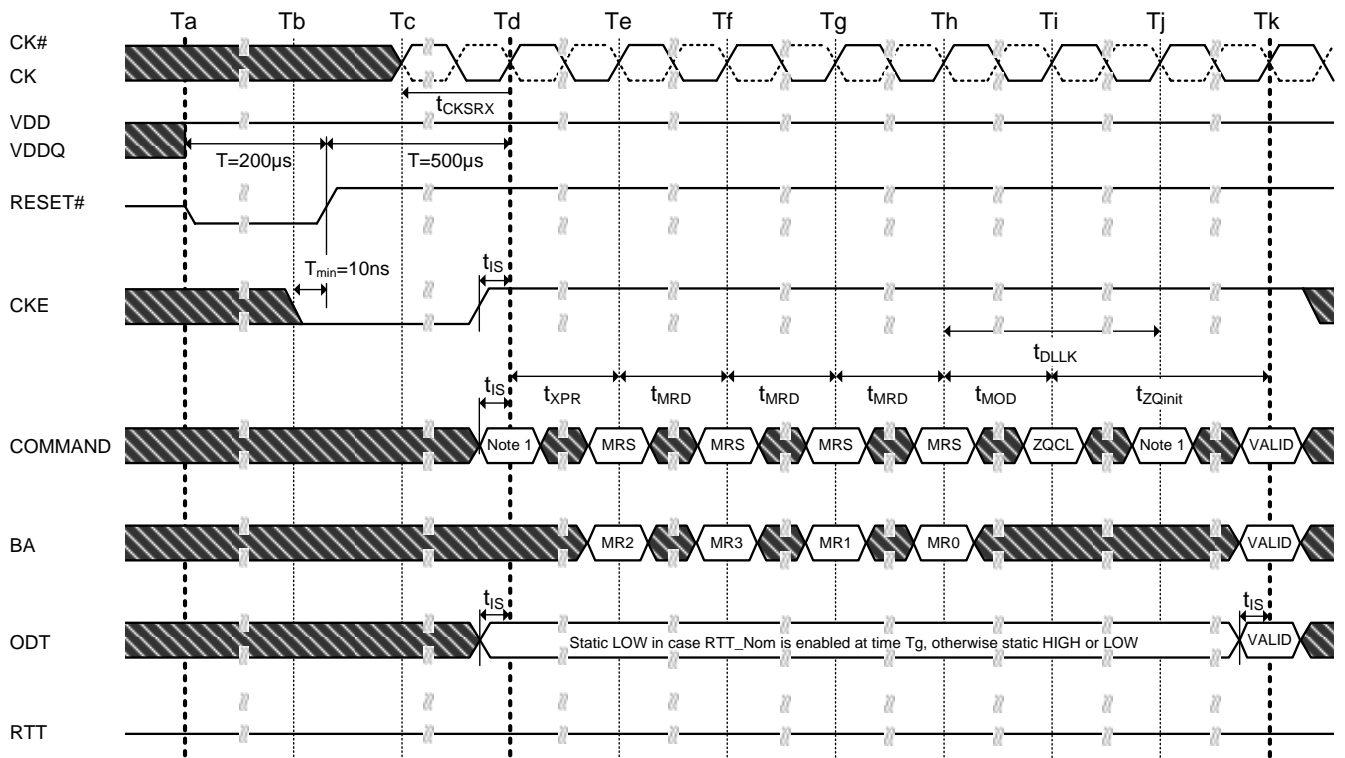 Ta Tb Tc Td Te Tf Tg Th Ti Tj Tk
CK#
CK
tCKSRX
VDD
VDDQ
T=200µs T=500µs
RESET#
Tmin=10ns tIS
CKE
tDLLK
tIS tXPR tMRD tMRD tMRD tMOD tZQinit
COMMAND Note 1 MRS MRS MRS MRS ZQCL Note 1 VALID
BA MR2 MR3 MR1 MR0 VALID
tIS tIS
ODT Static LOW in case RTT_Nom is enabled at time Tg, otherwise static HIGH or LOW VALID
RTT